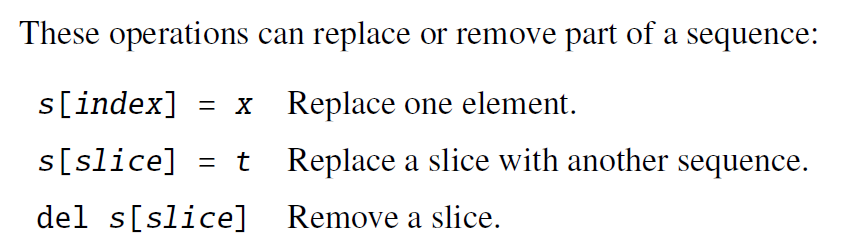 These operations can replace or remove part of a sequence:
s[index] = x Replace one element.
s[slice] = t Replace a slice with another sequence.
del s[slice] Remove a slice.